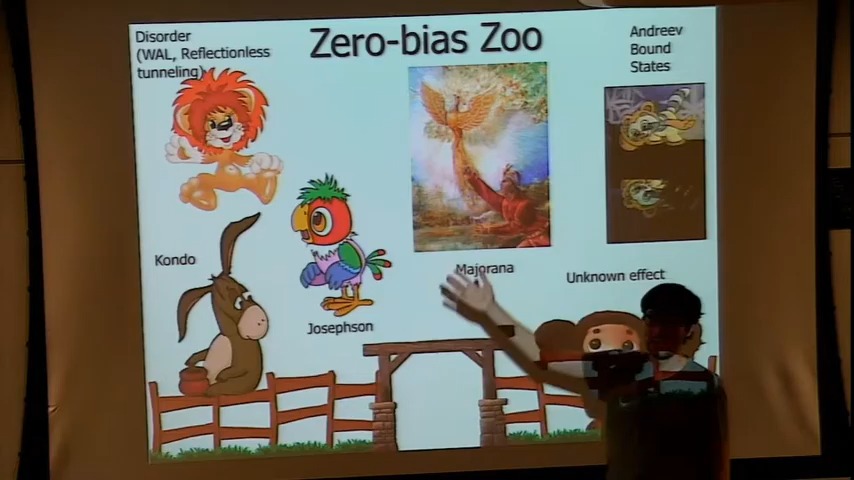 Zero-bias Zoo
Disorder
(WAL, Reflectionless
tunneling)
Andreev
Bound
States
Kondo
Josephson
Majorana
Unknown effect